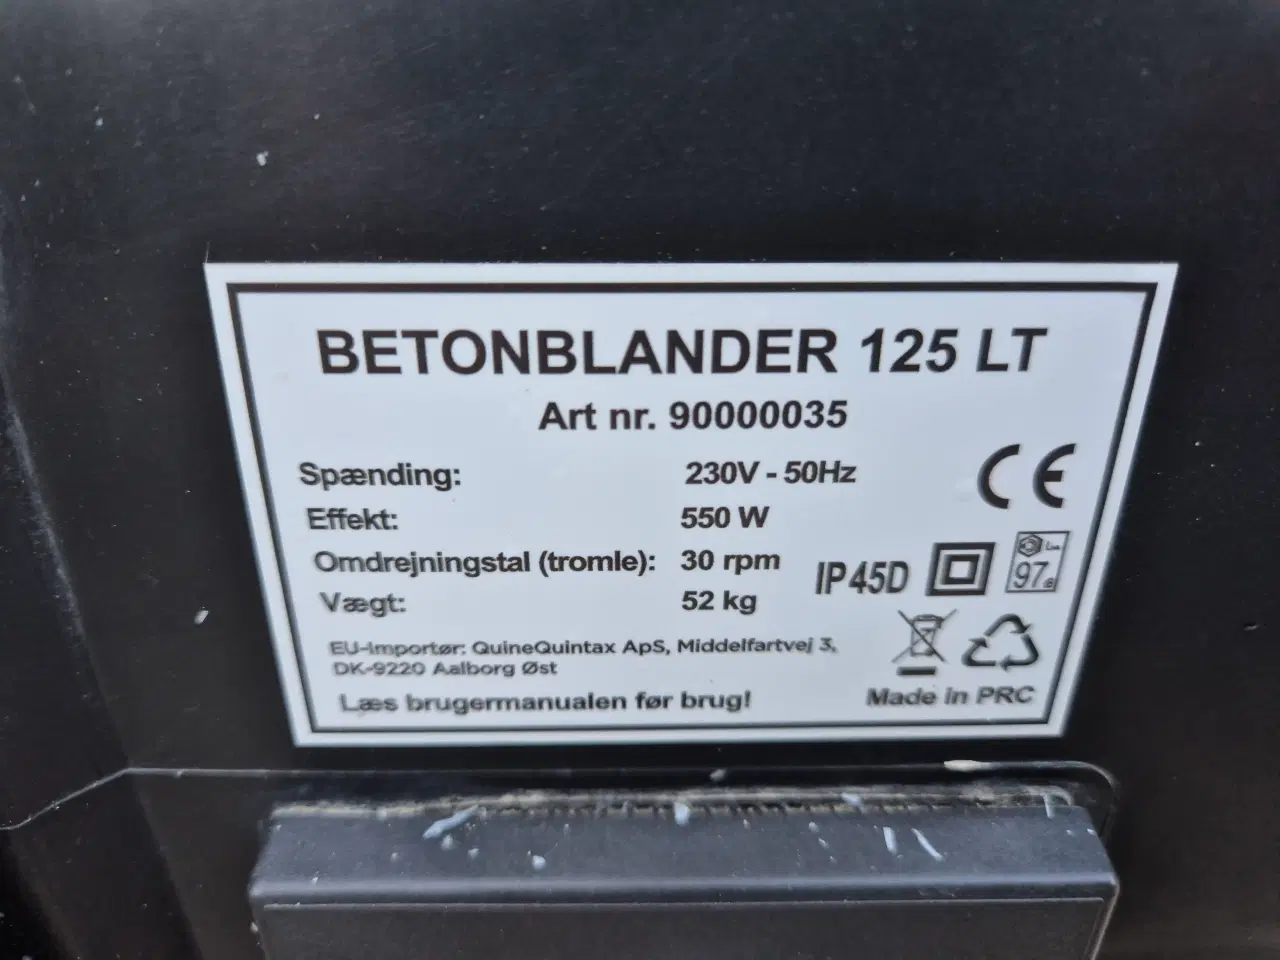 BETONBLANDER 125 LT
Art nr. 90000035
Spænding: 230V - 50Hz
Effekt: 550 W
Omdrejningstal (tromle): 30 rpm
Vægt: 52 kg
CE
IP45D
97
EU-Importør: QuineQuintax ApS, Middelfartvej 3,
DK-9220 Aalborg Øst
Læs brugermanualen før brug!
Made in PRC